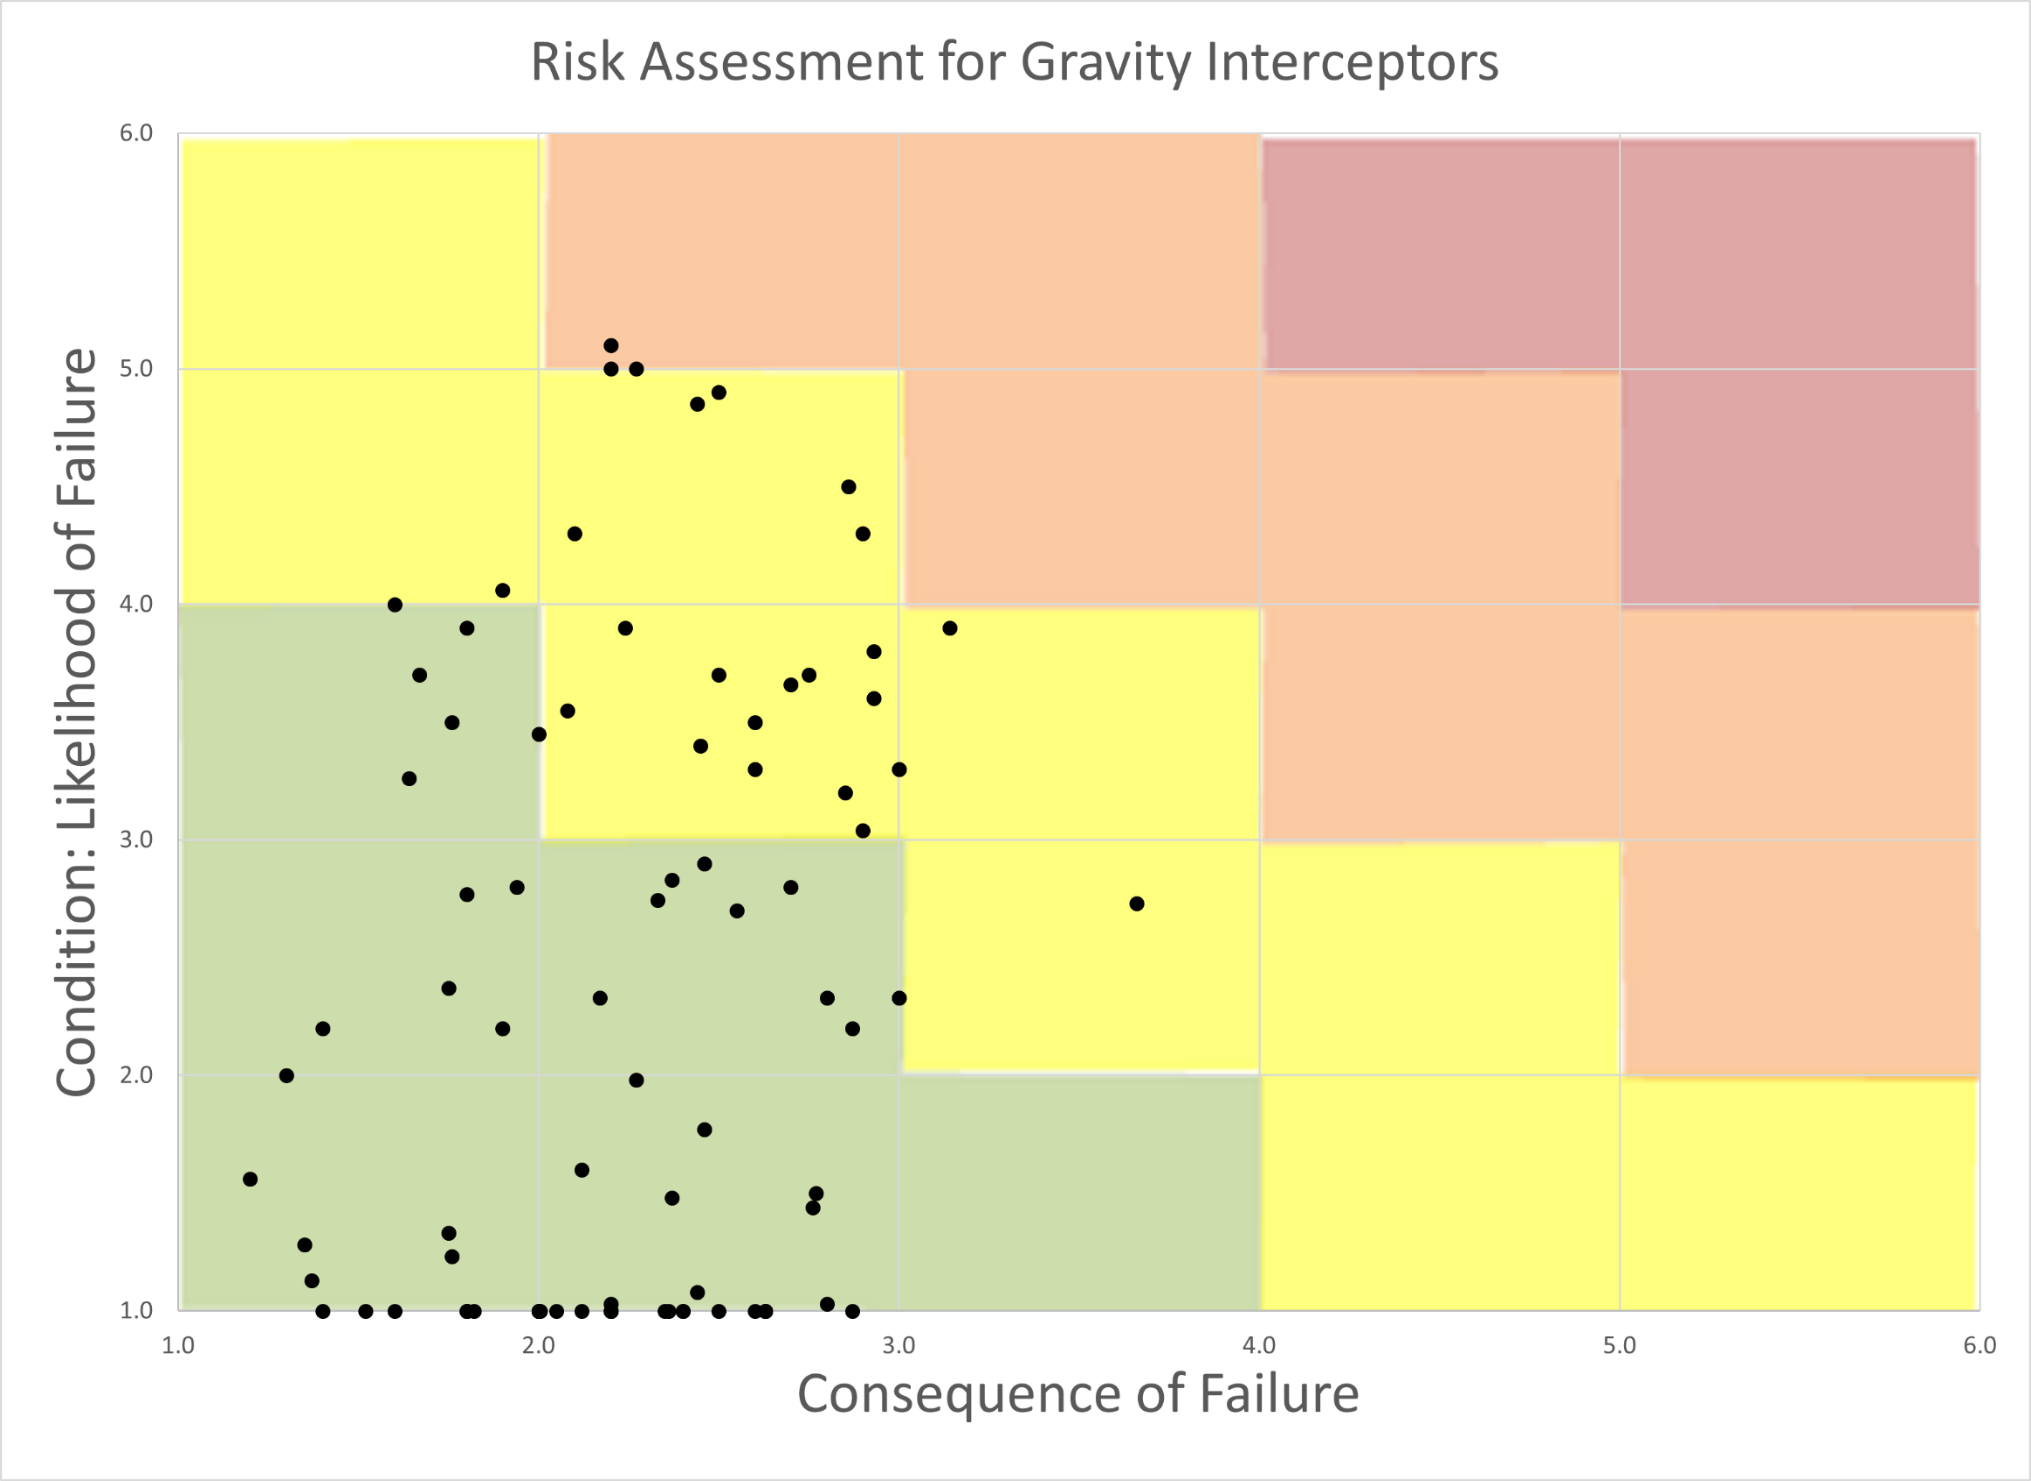 Risk Assessment for Gravity Interceptors
6.0
5.0
4.0
3.0
2.0
1.0
Condition: Likelihood of Failure
1.0 2.0 3.0 4.0 5.0 6.0
Consequence of Failure